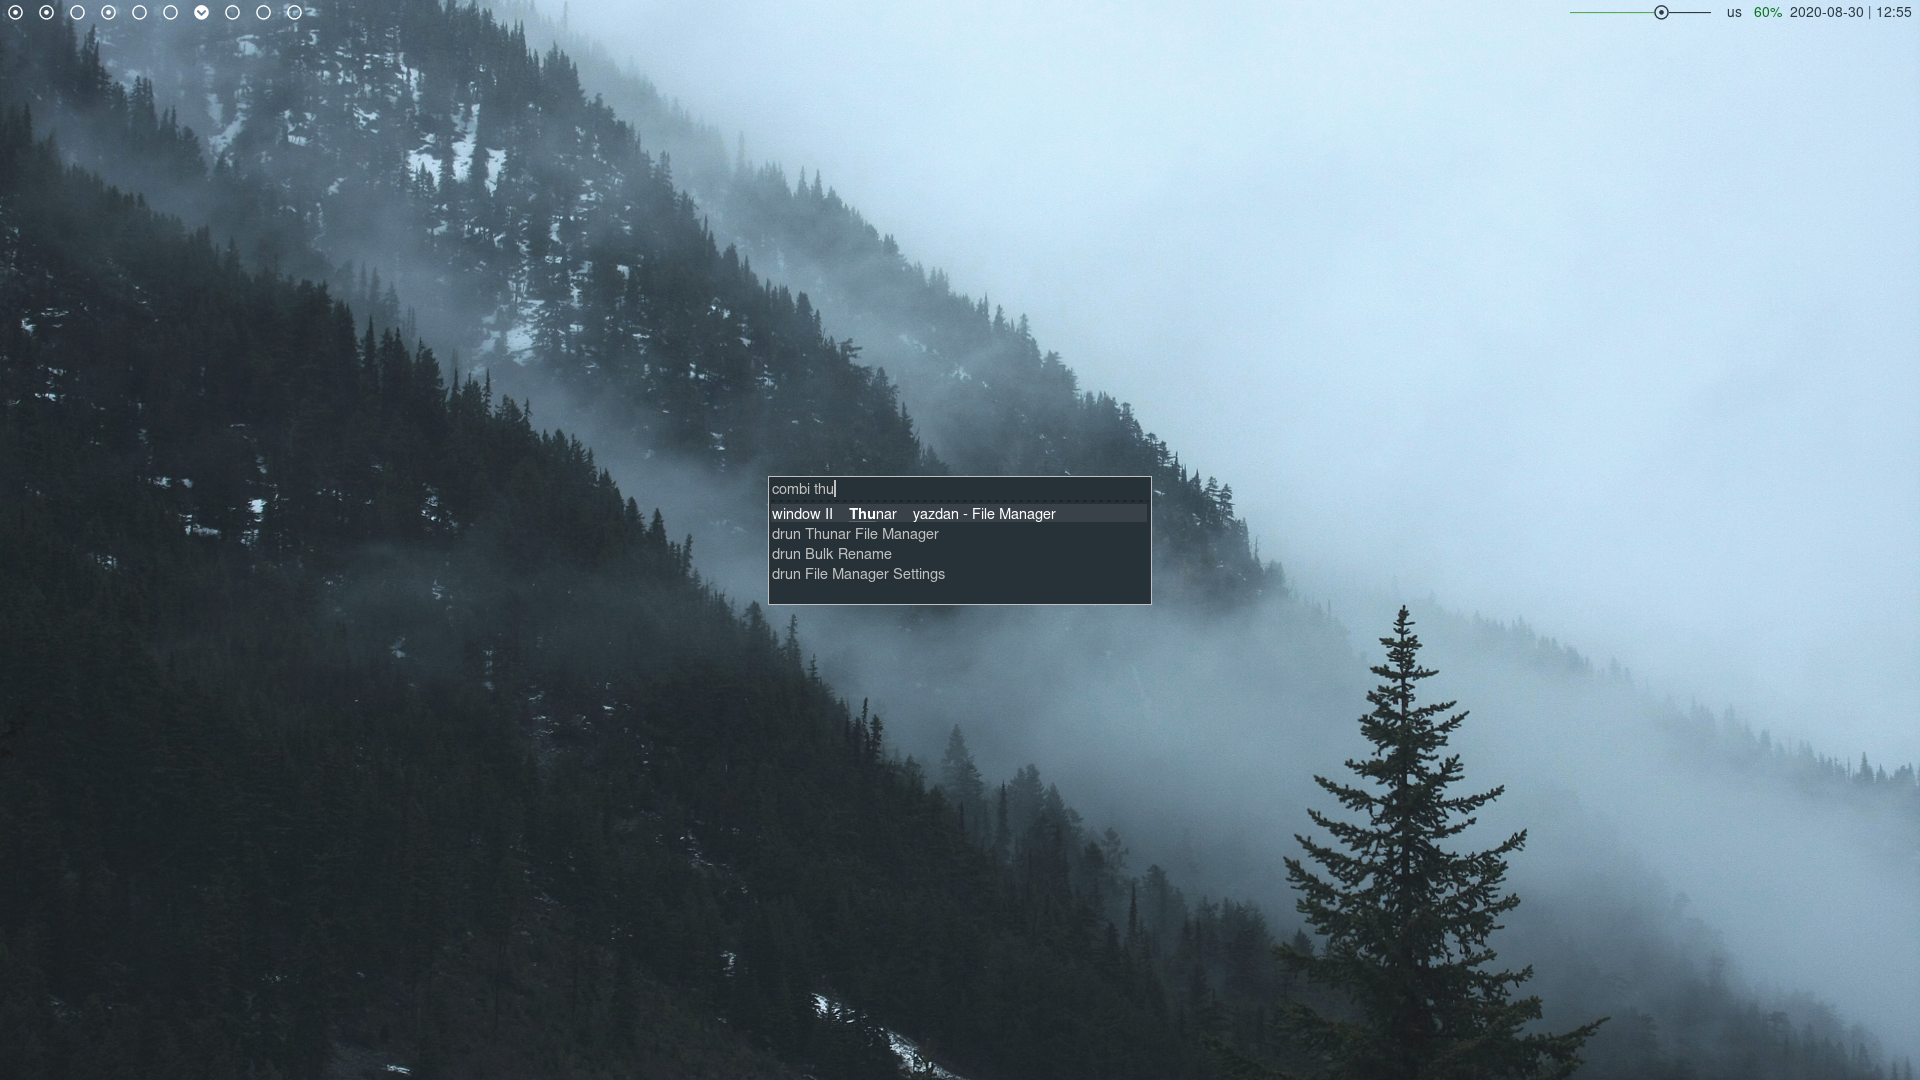 us 60% 2020-08-30 | 12:55
combi thu
window II Thunar yazdan - File Manager
drun Thunar File Manager
drun Bulk Rename
drun File Manager Settings